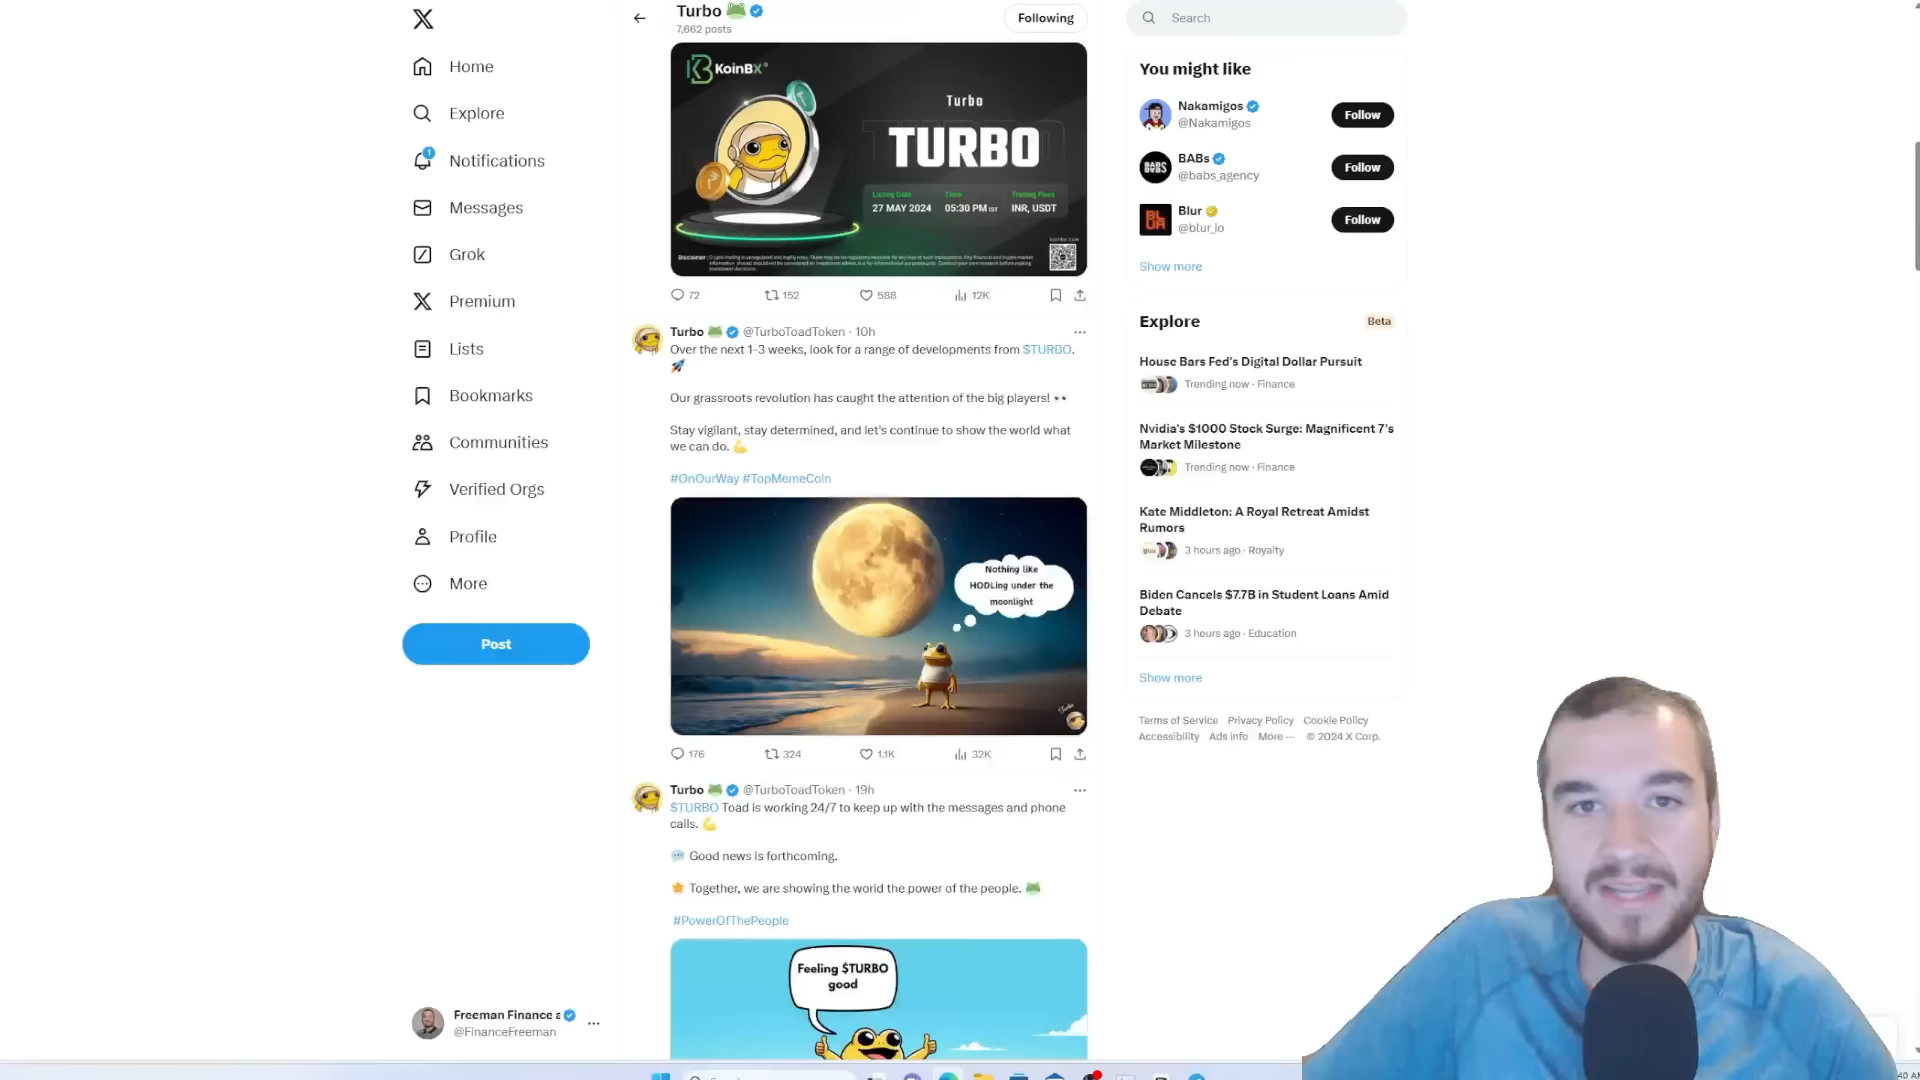 Home
Explore
Notifications
1
Messages
Grok
Premium
Lists
Bookmarks
Communities
Verified Orgs
Profile
More
Post
Freeman Finance a
@FinanceFreeman
Turbo
7,662 posts
Following
KoinBX
Turbo
TURBO
Listing Date
Time
Trading Pairs
27 MAY 2024
05:30 PM IST
INR, USDT
72
152
588
12K
Turbo @TurboToadToken · 10h
Over the next 1-3 weeks, look for a range of developments from $TURBO.
🚀
Our grassroots revolution has caught the attention of the big players! 👀
Stay vigilant, stay determined, and let's continue to show the world what
we can do. 💪
#OnOurWay #TopMemeCoin
Nothing like
HODLing under the
moonlight
176
324
1.1K
32K
Turbo @TurboToadToken · 19h
$TURBO Toad is working 24/7 to keep up with the messages and phone
calls. 💪
💬 Good news is forthcoming.
⭐ Together, we are showing the world the power of the people. 🐸
#PowerOfThePeople
Feeling $TURBO
good
Search
You might like
Nakamigos
@Nakamigos
Follow
BABs
@babs_agency
Follow
Blur
@blur_io
Follow
Show more
Explore
Beta
House Bars Fed's Digital Dollar Pursuit
Trending now · Finance
Nvidia's $1000 Stock Surge: Magnificent 7's
Market Milestone
Trending now · Finance
Kate Middleton: A Royal Retreat Amidst
Rumors
3 hours ago · Royalty
Biden Cancels $7.7B in Student Loans Amid
Debate
3 hours ago · Education
Show more
Terms of Service Privacy Policy Cookie Policy
Accessibility Ads info More ··· © 2024 X Corp.